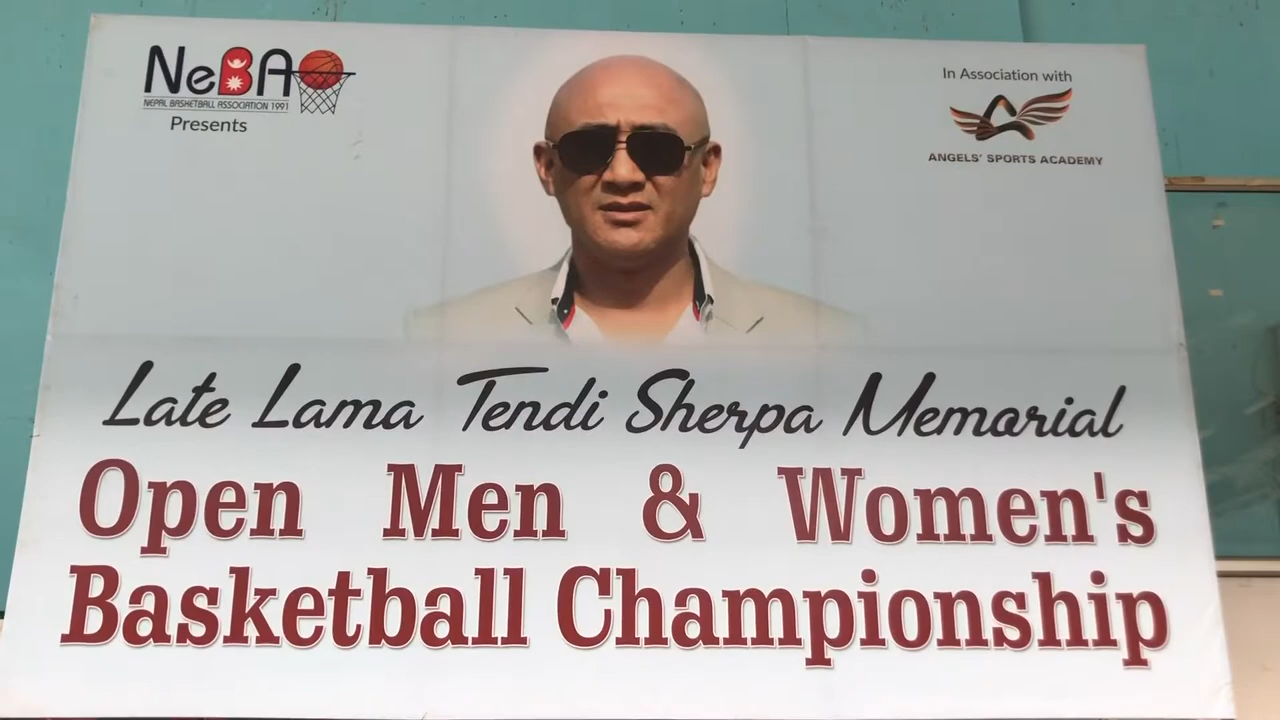 NeBA
NEPAL BASKETBALL ASSOCIATION 1991
Presents
In Association with
ANGELS' SPORTS ACADEMY
Late Lama Tendi Sherpa Memorial
Open Men & Women's
Basketball Championship